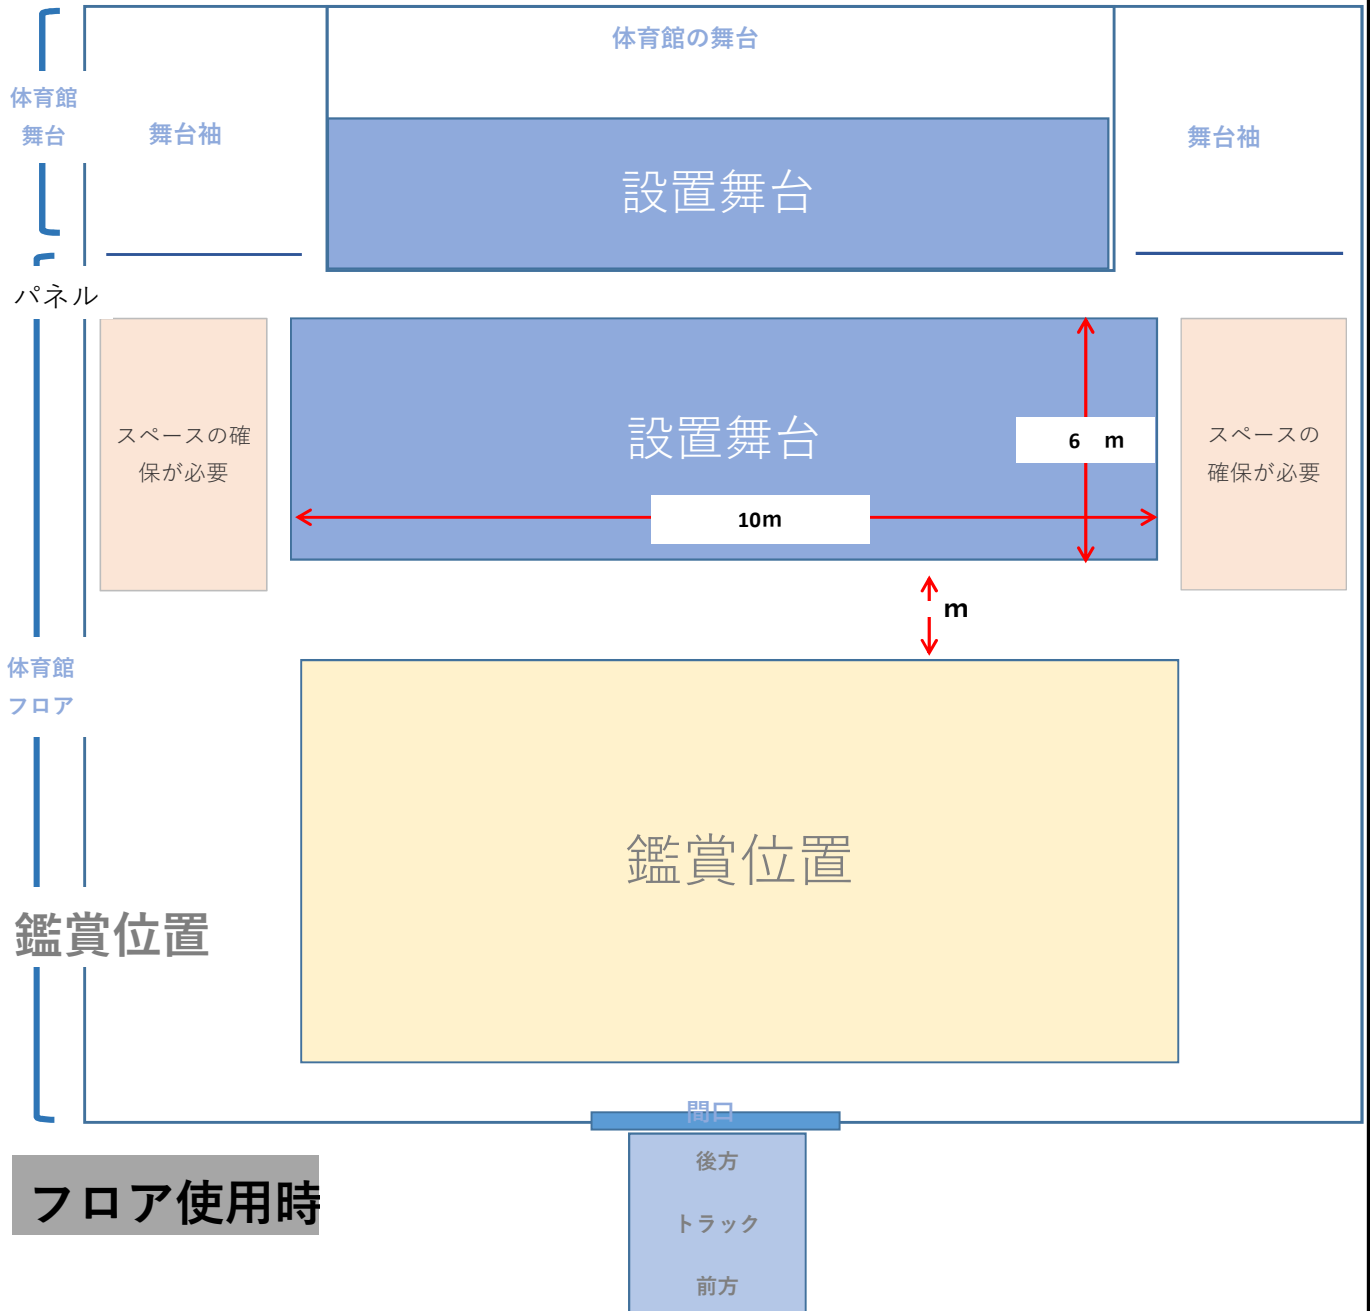 体育館の舞台
体育館
舞台
舞台袖
舞台袖
設置舞台
パネル
スペースの確
保が必要
設置舞台
6 m
スペースの
確保が必要
10m
m
体育館
フロア
鑑賞位置
鑑賞位置
間口
後方
トラック
前方
フロア使用時